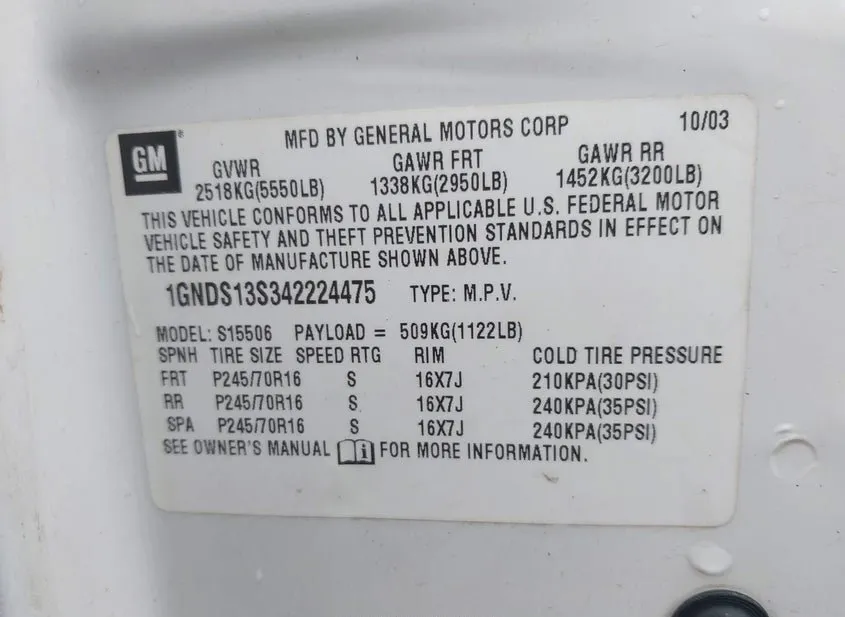 GM ® MFD BY GENERAL MOTORS CORP 10/03
GVWR GAWR FRT GAWR RR
2518KG(5550LB) 1338KG(2950LB) 1452KG(3200LB)
THIS VEHICLE CONFORMS TO ALL APPLICABLE U.S. FEDERAL MOTOR
VEHICLE SAFETY AND THEFT PREVENTION STANDARDS IN EFFECT ON
THE DATE OF MANUFACTURE SHOWN ABOVE.
1GNDS13S342224475 TYPE: M.P.V.
MODEL: S15506 PAYLOAD = 509KG(1122LB)
SPNH TIRE SIZE SPEED RTG RIM COLD TIRE PRESSURE
FRT P245/70R16 S 16X7J 210KPA(30PSI)
RR P245/70R16 S 16X7J 240KPA(35PSI)
SPA P245/70R16 S 16X7J 240KPA(35PSI)
SEE OWNER'S MANUAL i FOR MORE INFORMATION.